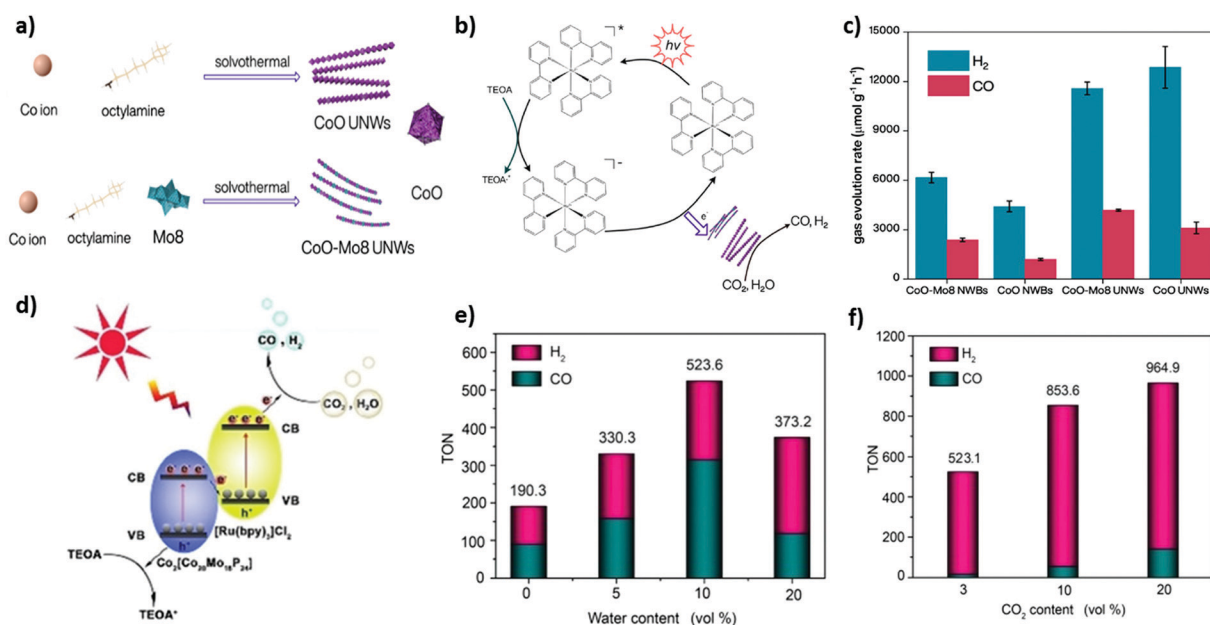 a)
Co ion
octylamine
solvothermal
CoO UNWs
Co ion
octylamine
Mo8
solvothermal
CoO-Mo8 UNWs
CoO
b)
]*
hv
TEOA
TEOA·⁺
]-
e-
CO, H2
CO2, H2O
c)
gas evolution rate (μmol g-1 h-1)
15000
12000
9000
6000
3000
0
H2
CO
CoO-Mo8 NWBs
CoO NWBs
CoO-Mo8 UNWs
CoO UNWs
d)
CO , H2
CO2, H2O
e-
e- e- e-
CB
CB
e- e- e-
e-
VB
h+
[Ru(bpy)3]Cl2
VB
h+
TEOA
Co2[Co20Mo16P24]
TEOA+
e)
TON
600
500
400
300
200
100
0
H2
CO
190.3
330.3
523.6
373.2
0
5
10
20
Water content (vol %)
f)
TON
1200
1000
800
600
400
200
0
H2
CO
523.1
853.6
964.9
3
10
20
CO2 content (vol %)